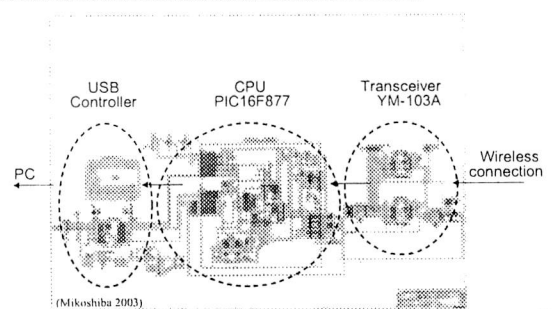 USB
Controller
CPU
PIC16F877
Transceiver
YM-103A
PC
Wireless
connection
(Mikoshiba 2003)